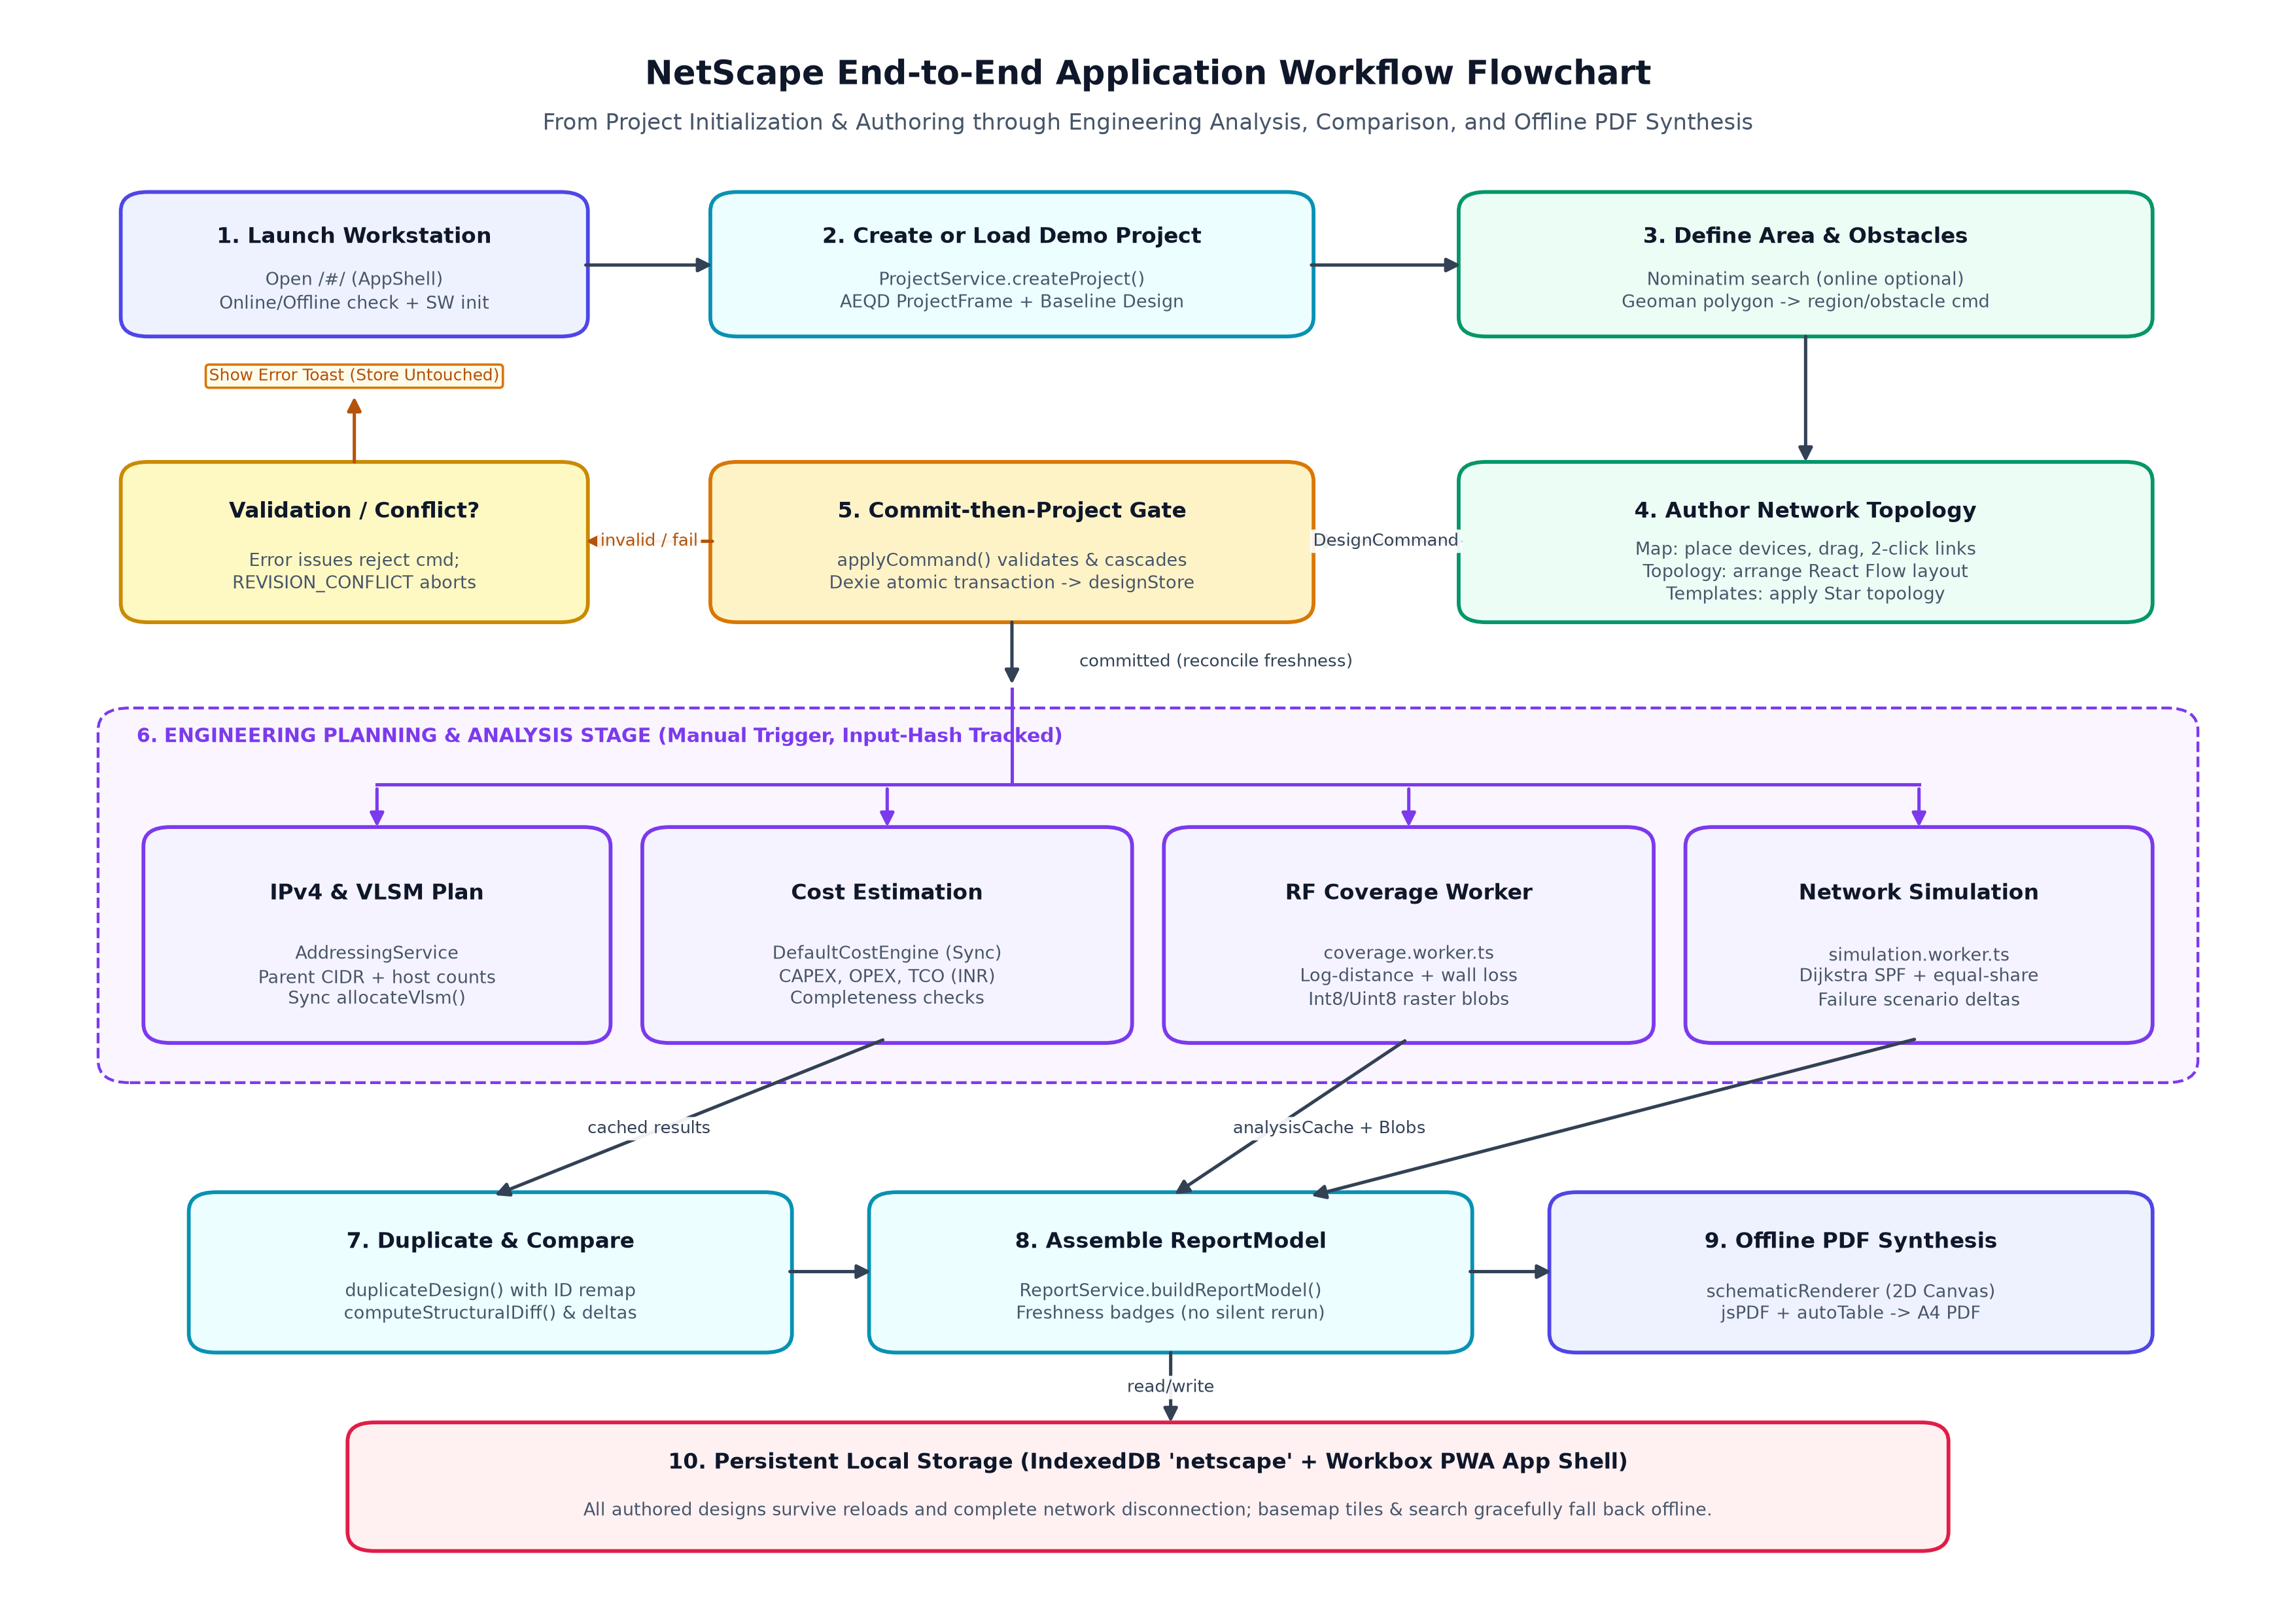 NetScape End-to-End Application Workflow Flowchart
From Project Initialization & Authoring through Engineering Analysis, Comparison, and Offline PDF Synthesis
1. Launch Workstation
Open /#/ (AppShell)
Online/Offline check + SW init
2. Create or Load Demo Project
ProjectService.createProject()
AEQD ProjectFrame + Baseline Design
3. Define Area & Obstacles
Nominatim search (online optional)
Geoman polygon -> region/obstacle cmd
Show Error Toast (Store Untouched)
Validation / Conflict?
Error issues reject cmd;
REVISION_CONFLICT aborts
invalid / fail
5. Commit-then-Project Gate
applyCommand() validates & cascades
Dexie atomic transaction -> designStore
DesignCommand
4. Author Network Topology
Map: place devices, drag, 2-click links
Topology: arrange React Flow layout
Templates: apply Star topology
committed (reconcile freshness)
6. ENGINEERING PLANNING & ANALYSIS STAGE (Manual Trigger, Input-Hash Tracked)
IPv4 & VLSM Plan
AddressingService
Parent CIDR + host counts
Sync allocateVlsm()
Cost Estimation
DefaultCostEngine (Sync)
CAPEX, OPEX, TCO (INR)
Completeness checks
RF Coverage Worker
coverage.worker.ts
Log-distance + wall loss
Int8/Uint8 raster blobs
Network Simulation
simulation.worker.ts
Dijkstra SPF + equal-share
Failure scenario deltas
cached results
analysisCache + Blobs
7. Duplicate & Compare
duplicateDesign() with ID remap
computeStructuralDiff() & deltas
8. Assemble ReportModel
ReportService.buildReportModel()
Freshness badges (no silent rerun)
9. Offline PDF Synthesis
schematicRenderer (2D Canvas)
jsPDF + autoTable -> A4 PDF
read/write
10. Persistent Local Storage (IndexedDB 'netscape' + Workbox PWA App Shell)
All authored designs survive reloads and complete network disconnection; basemap tiles & search gracefully fall back offline.